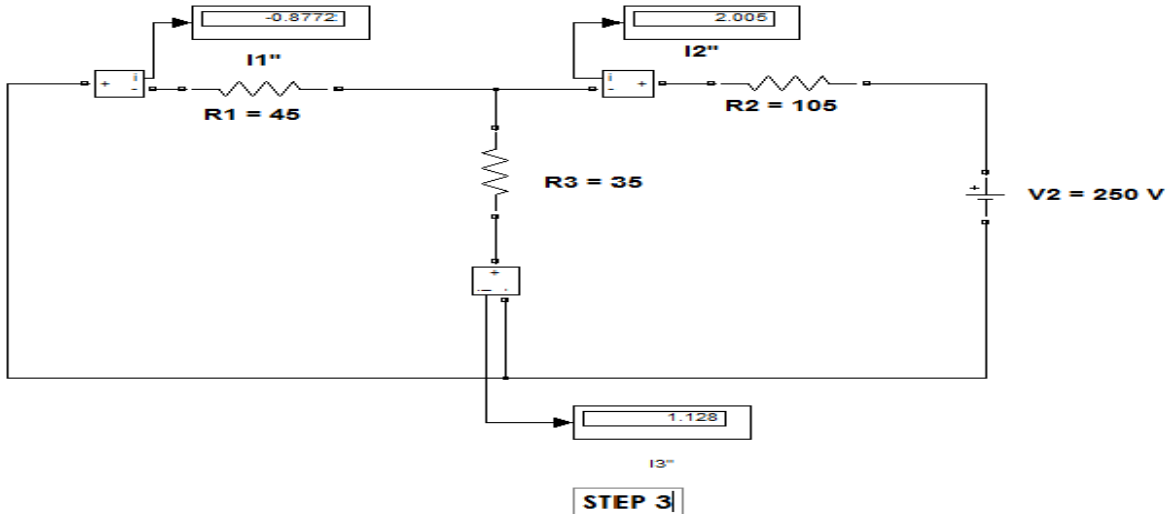 -0.8772
2.005
I1"
I2"
i
+
-
i
-
+
R1 = 45
R2 = 105
R3 = 35
+
V2 = 250 V
+
i
-
1.128
I3"
STEP 3